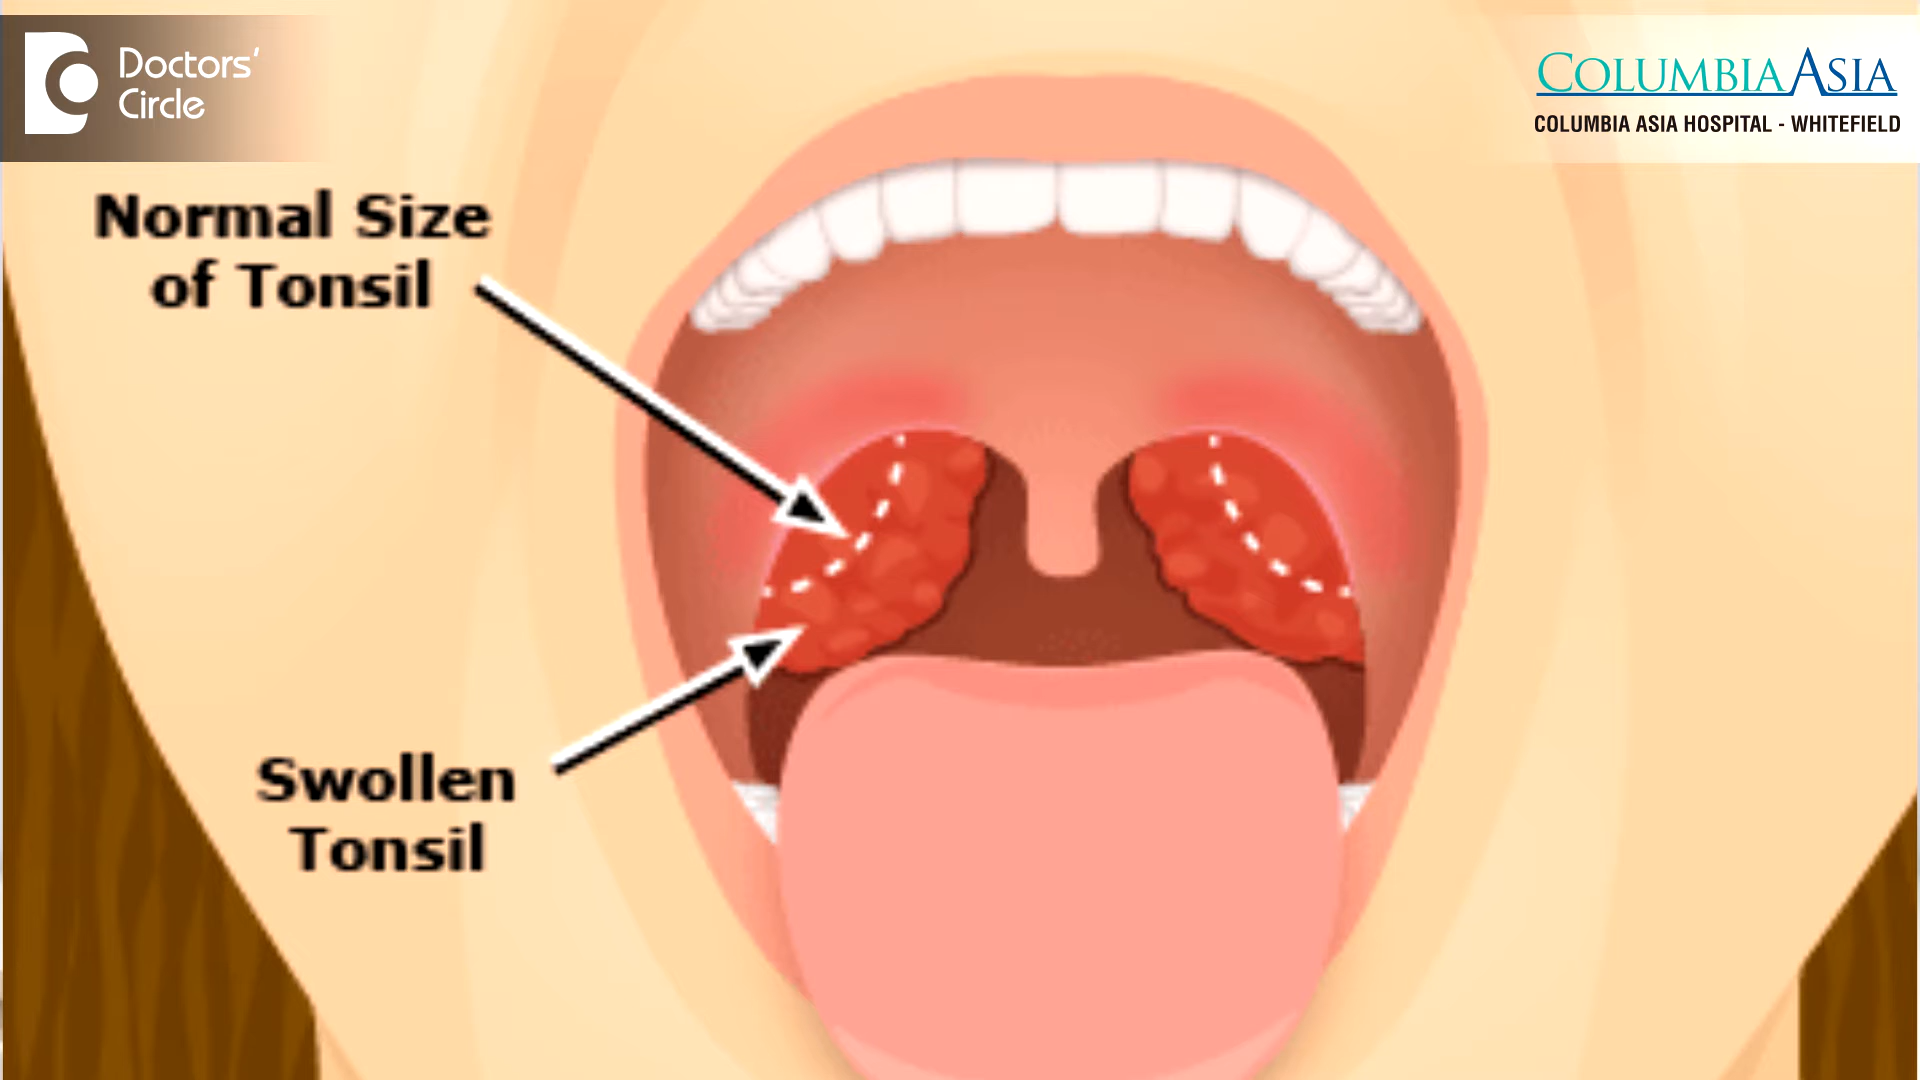 Doctors'
Circle
COLUMBIA ASIA
COLUMBIA ASIA HOSPITAL - WHITEFIELD
Normal Size
of Tonsil
Swollen
Tonsil